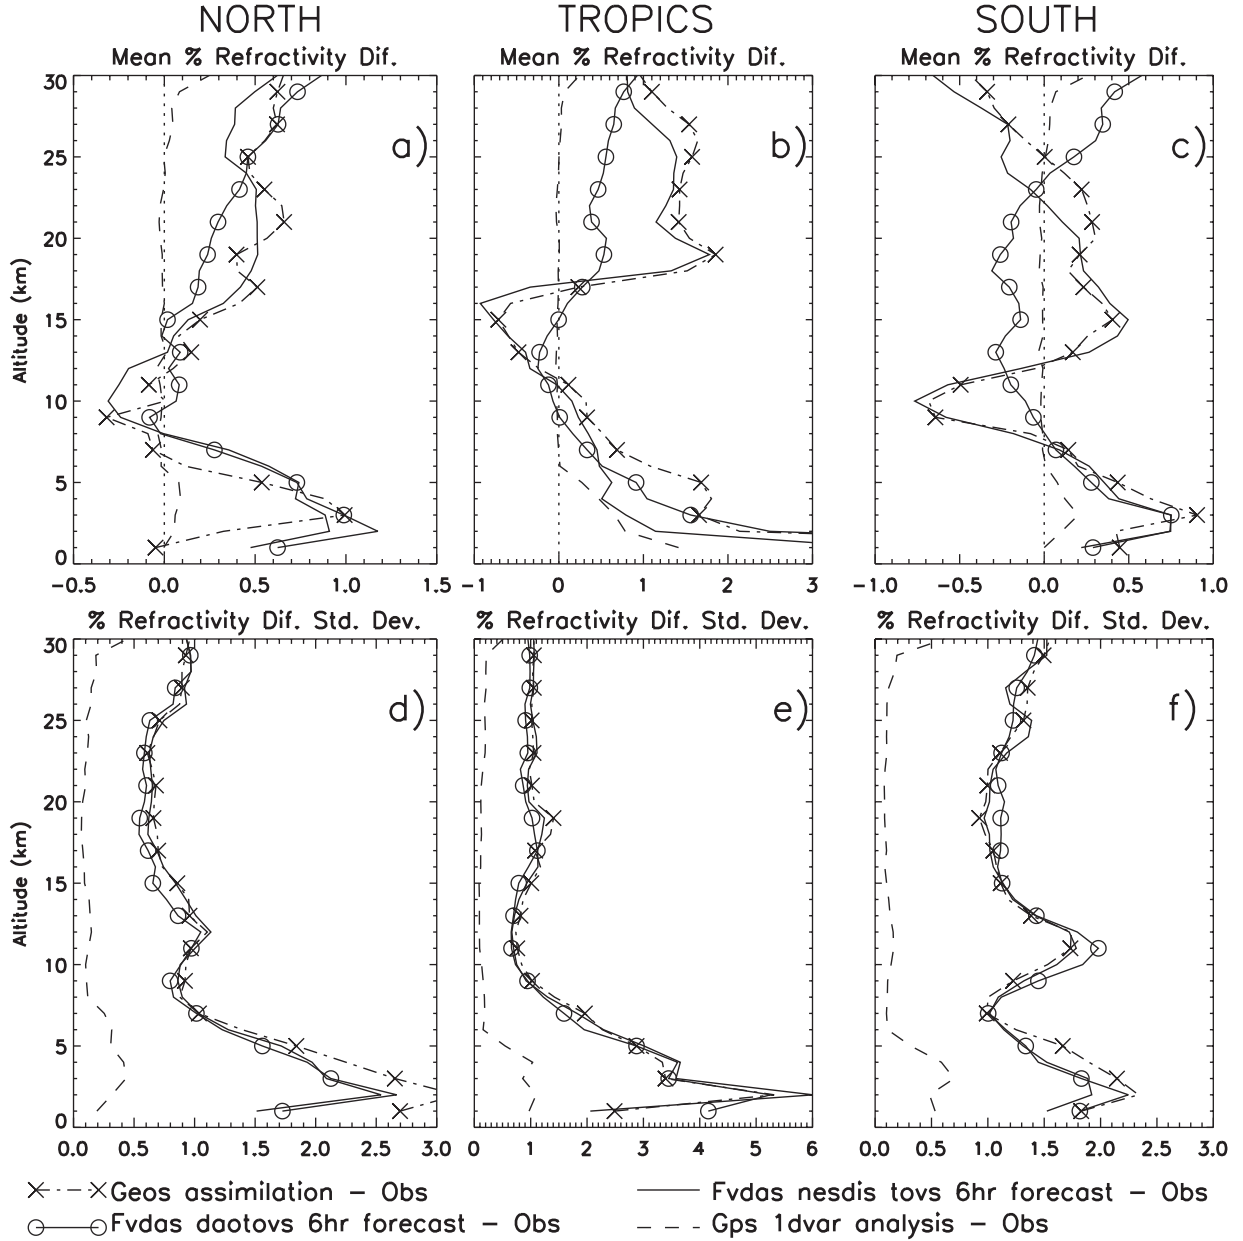 NORTH TROPICS SOUTH
Mean % Refractivity Dif. Mean % Refractivity Dif. Mean % Refractivity Dif.
30
25
20
15
10
5
0
Altitude (km)
a)
b)
c)
−0.5 0.0 0.5 1.0 1.5
−1 0 1 2 3
−1.0 −0.5 0.0 0.5 1.0
% Refractivity Dif. Std. Dev. % Refractivity Dif. Std. Dev. % Refractivity Dif. Std. Dev.
30
25
20
15
10
5
0
Altitude (km)
d)
e)
f)
0.0 0.5 1.0 1.5 2.0 2.5 3.0
0 1 2 3 4 5 6
0.0 0.5 1.0 1.5 2.0 2.5 3.0
Geos assimilation − Obs
Fvdas nesdis tovs 6hr forecast − Obs
Fvdas daotovs 6hr forecast − Obs
Gps 1dvar analysis − Obs